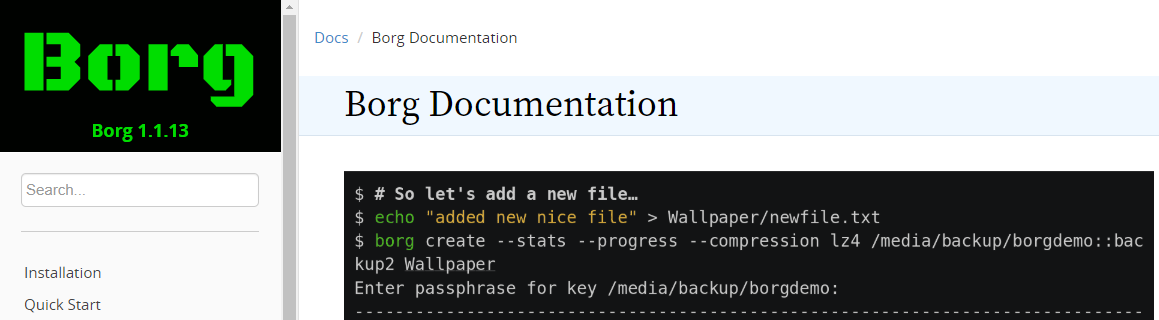 Borg
Borg 1.1.13
Search...
Installation
Quick Start
Docs / Borg Documentation
Borg Documentation
$ # So let's add a new file…
$ echo "added new nice file" > Wallpaper/newfile.txt
$ borg create --stats --progress --compression lz4 /media/backup/borgdemo::bac
kup2 Wallpaper
Enter passphrase for key /media/backup/borgdemo:
------------------------------------------------------------------------------